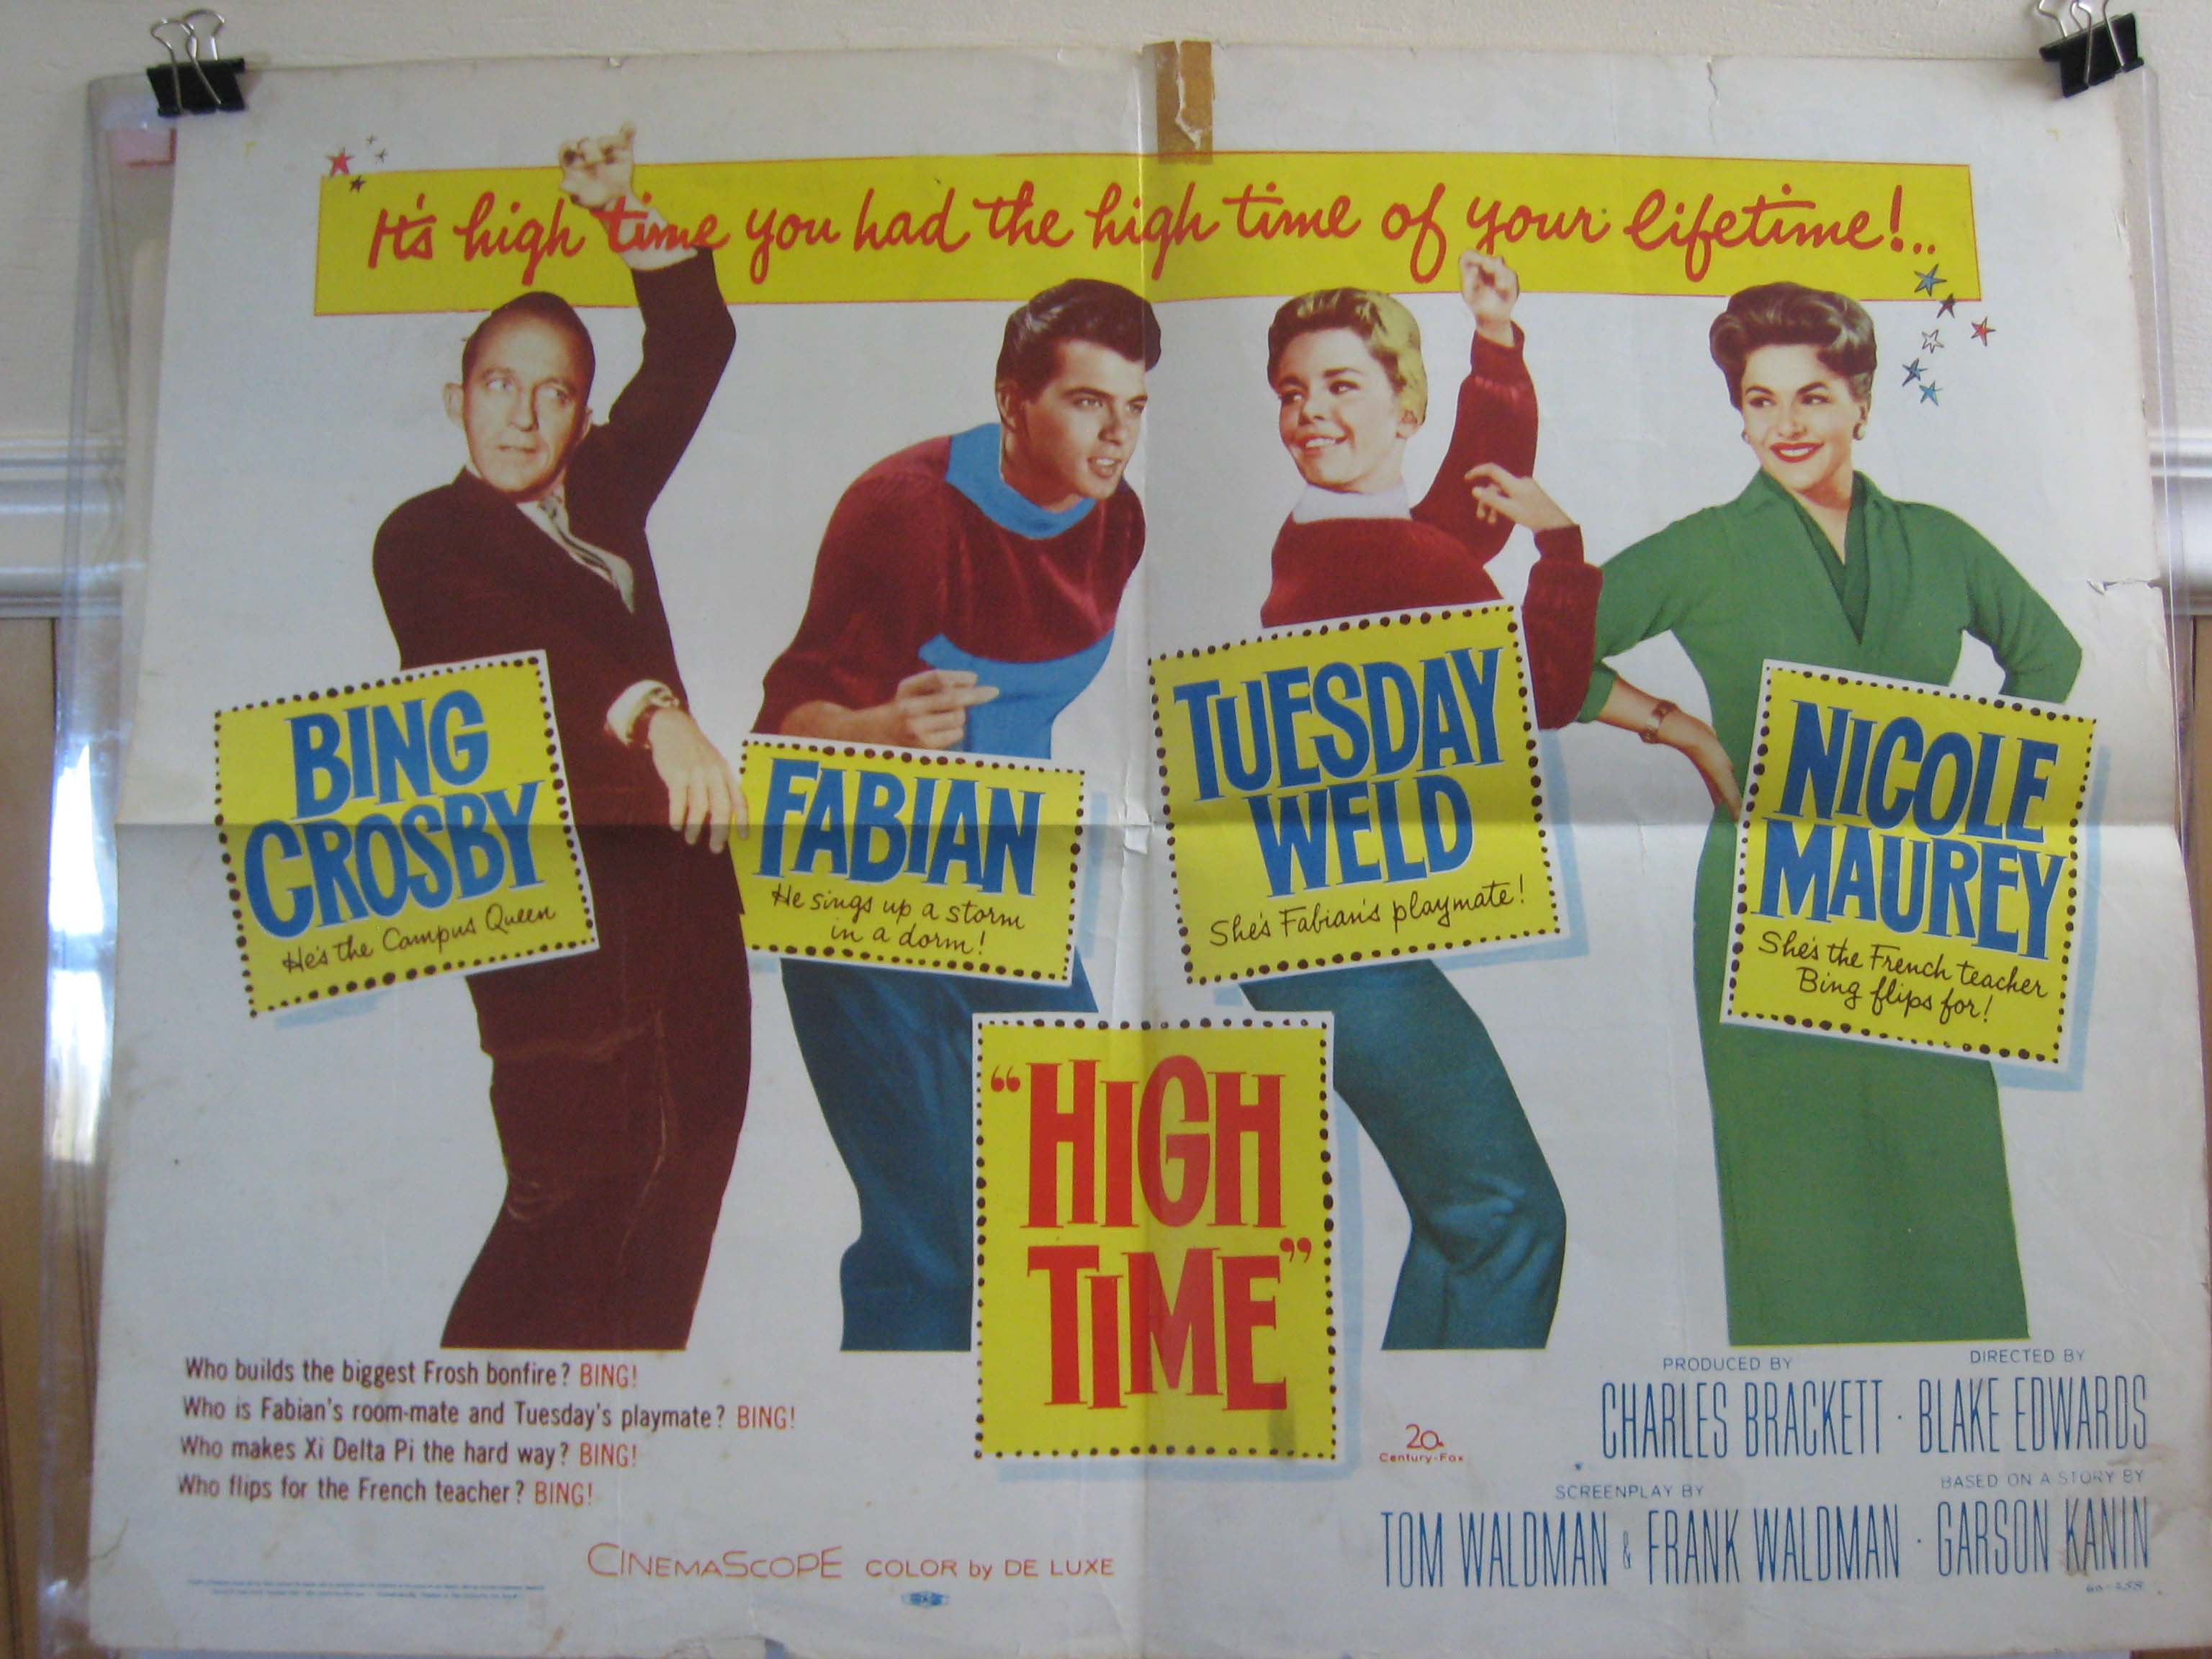 It's high time you had the high time of your lifetime!..
BING
CROSBY
He's the Campus Queen
FABIAN
He sings up a storm
in a dorm!
TUESDAY
WELD
She's Fabian's playmate!
NICOLE
MAUREY
She's the French teacher
Bing flips for!
"HIGH
TIME"
Who builds the biggest Frosh bonfire? BING!
Who is Fabian's room-mate and Tuesday's playmate? BING!
Who makes Xi Delta Pi the hard way? BING!
Who flips for the French teacher? BING!
CINEMASCOPE COLOR by DE LUXE
20
Century-Fox
PRODUCED BY
CHARLES BRACKETT ·
DIRECTED BY
BLAKE EDWARDS
SCREENPLAY BY
TOM WALDMAN & FRANK WALDMAN ·
BASED ON A STORY BY
GARSON KANIN
60-258